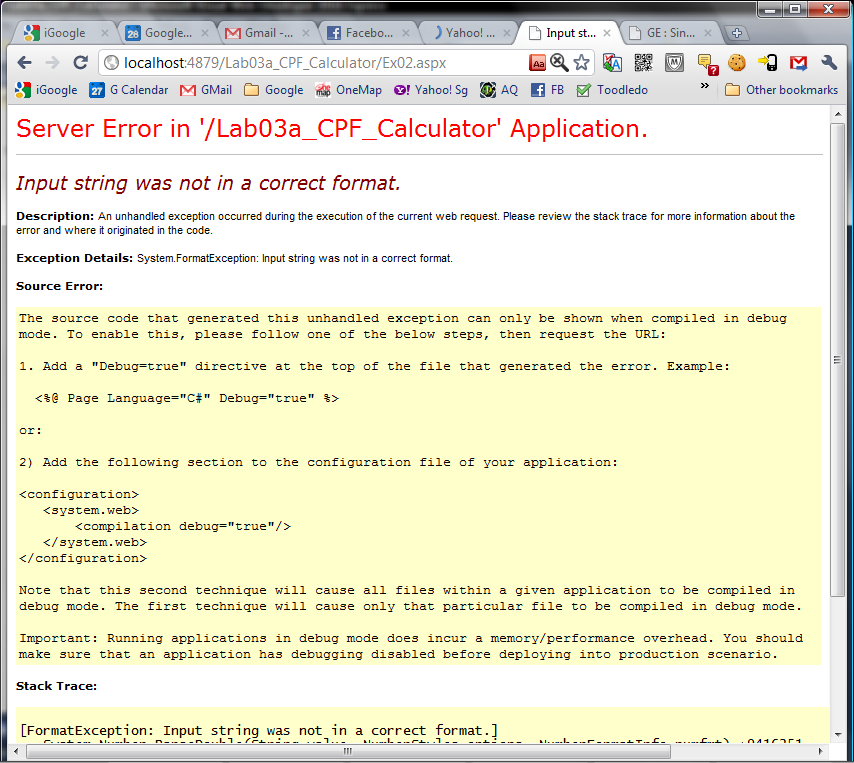 iGoogle
Google...
Gmail -...
Facebo...
Yahoo! ...
Input st...
GE : Sin...
localhost:4879/Lab03a_CPF_Calculator/Ex02.aspx
iGoogle
27 G Calendar
GMail
Google
map OneMap
Yahoo! Sg
AQ
FB
Toodledo
»
Other bookmarks
Server Error in '/Lab03a_CPF_Calculator' Application.
Input string was not in a correct format.
Description: An unhandled exception occurred during the execution of the current web request. Please review the stack trace for more information about the
error and where it originated in the code.
Exception Details: System.FormatException: Input string was not in a correct format.
Source Error:
The source code that generated this unhandled exception can only be shown when compiled in debug
mode. To enable this, please follow one of the below steps, then request the URL:
1. Add a "Debug=true" directive at the top of the file that generated the error. Example:
<%@ Page Language="C#" Debug="true" %>
or:
2) Add the following section to the configuration file of your application:
<configuration>
<system.web>
<compilation debug="true"/>
</system.web>
</configuration>
Note that this second technique will cause all files within a given application to be compiled in
debug mode. The first technique will cause only that particular file to be compiled in debug mode.
Important: Running applications in debug mode does incur a memory/performance overhead. You should
make sure that an application has debugging disabled before deploying into production scenario.
Stack Trace:
[FormatException: Input string was not in a correct format.]
System.Number.ParseDouble(String value, NumberStyles options, NumberFormatInfo numfmt)